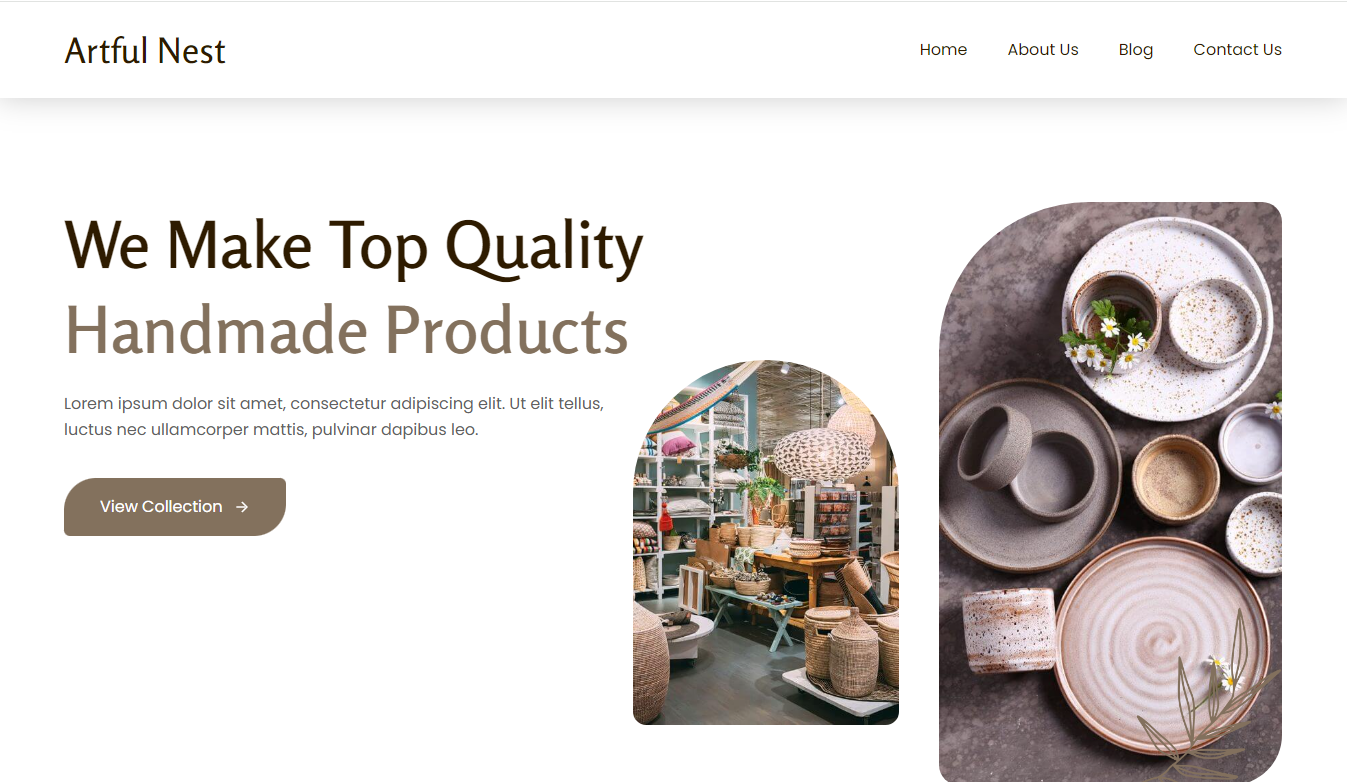 Artful Nest
Home About Us Blog Contact Us
We Make Top Quality
Handmade Products
Lorem ipsum dolor sit amet, consectetur adipiscing elit. Ut elit tellus,
luctus nec ullamcorper mattis, pulvinar dapibus leo.
View Collection →